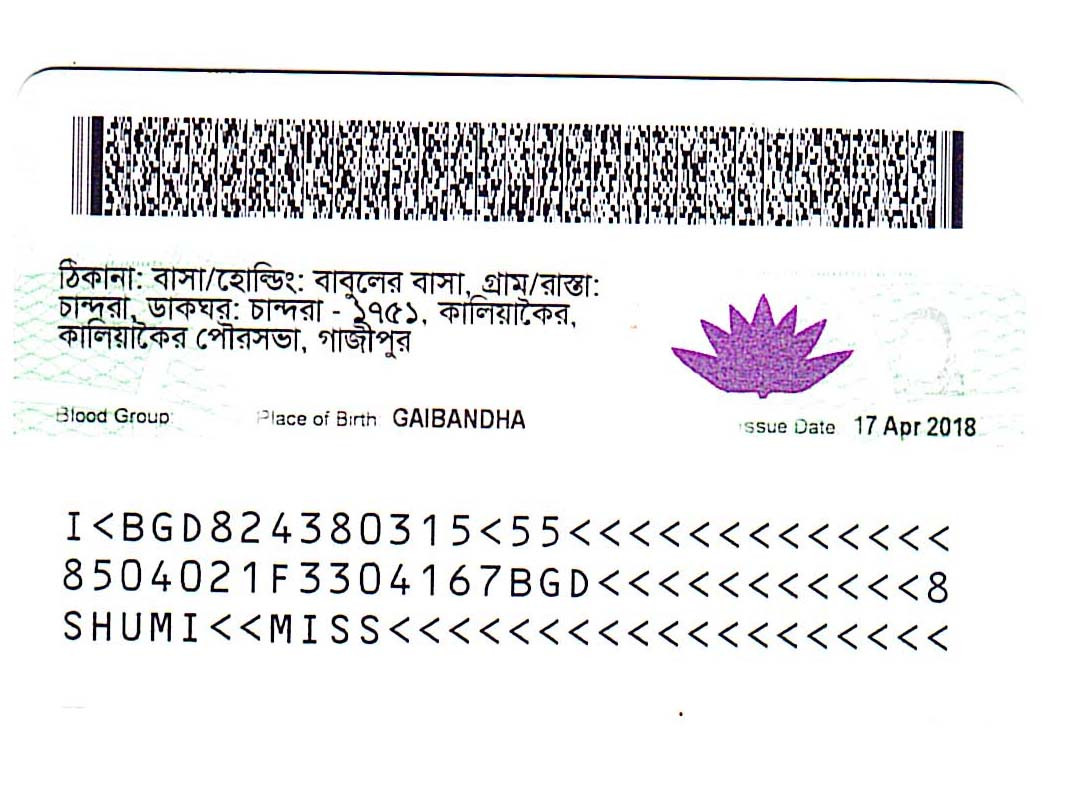 ঠিকানা: বাসা/হোল্ডিং: বাবুলের বাসা, গ্রাম/রাস্তা:
চান্দরা, ডাকঘর: চান্দরা - ১৭৫১, কালিয়াকৈর,
কালিয়াকৈর পৌরসভা, গাজীপুর
Blood Group: Place of Birth: GAIBANDHA Issue Date: 17 Apr 2018
I<BGD824380315<55<<<<<<<<<<<<<
8504021F3304167BGD<<<<<<<<<<<8
SHUMI<<MISS<<<<<<<<<<<<<<<<<<<